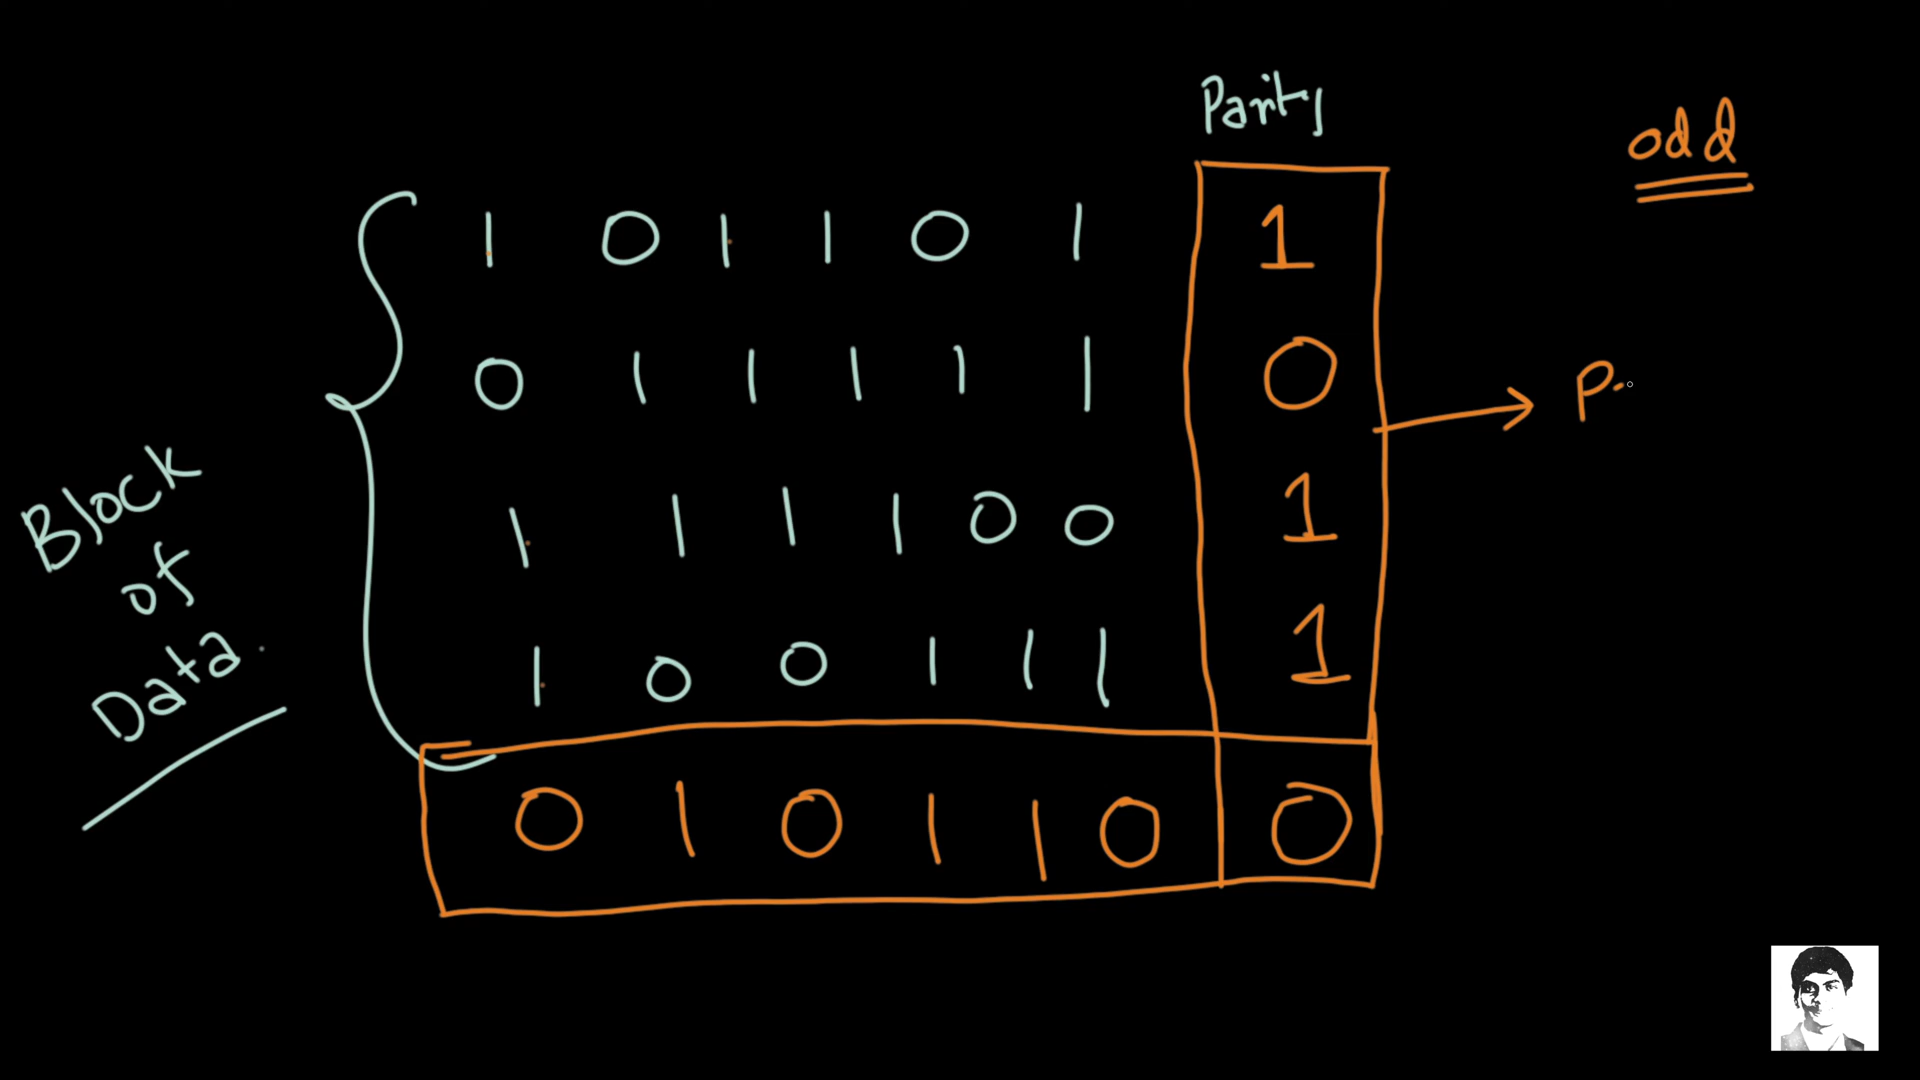 Parity
odd
1 0 1 1 0 1 1
0 1 1 1 1 1 0
P
1 1 1 1 0 0 1
1 0 0 1 1 1 1
0 1 0 1 1 0 0
Block
of
Data